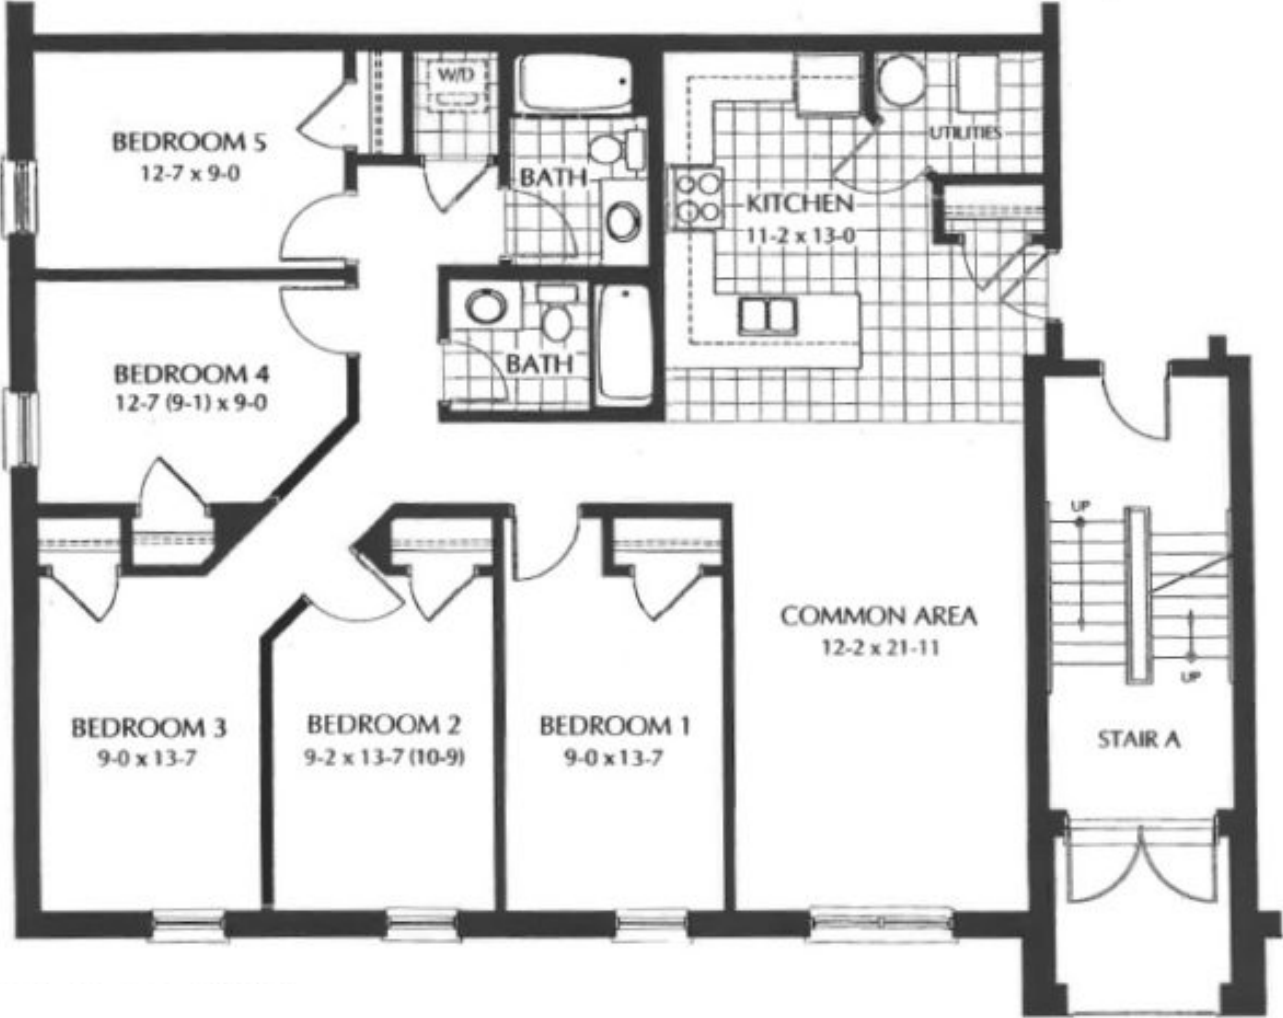 W/D
BEDROOM 5
12-7 x 9-0
UTILITIES
BATH
KITCHEN
11-2 x 13-0
BATH
BEDROOM 4
12-7 (9-1) x 9-0
UP
COMMON AREA
12-2 x 21-11
UP
BEDROOM 3
9-0 x 13-7
BEDROOM 2
9-2 x 13-7 (10-9)
BEDROOM 1
9-0 x 13-7
STAIR A